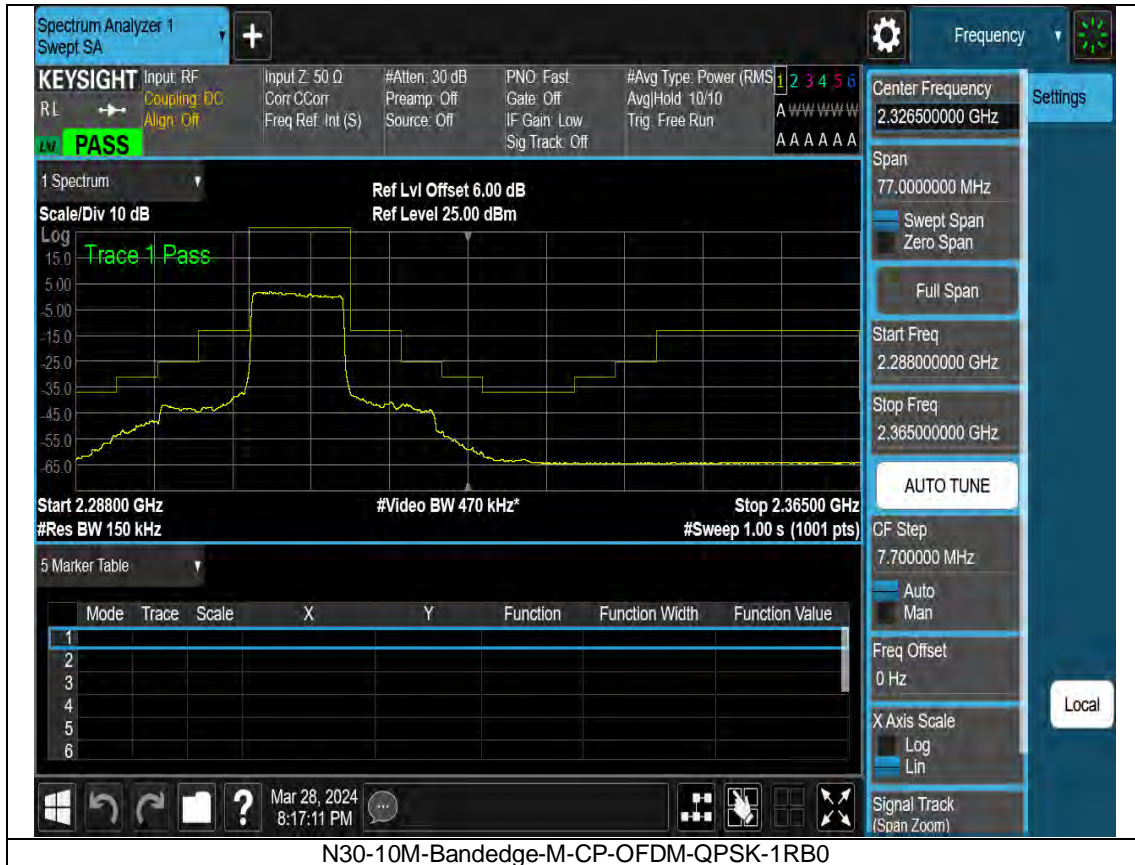 Spectrum Analyzer 1
Swept SA
Frequency
KEYSIGHT
RL
PASS
Input: RF
Coupling: DC
Align: Off
Input Z: 50 Ω
Corr CCorr
Freq Ref: Int (S)
#Atten: 30 dB
Preamp: Off
Source: Off
PNO: Fast
Gate: Off
IF Gain: Low
Sig Track: Off
#Avg Type: Power (RMS
Avg|Hold: 10/10
Trig: Free Run
1 2 3 4 5 6
A W W W W W
A A A A A A
1 Spectrum
Scale/Div 10 dB
Ref Lvl Offset 6.00 dB
Ref Level 25.00 dBm
Log
Trace 1 Pass
15.0
5.00
-5.00
-15.0
-25.0
-35.0
-45.0
-55.0
-65.0
Start 2.28800 GHz
#Res BW 150 kHz
#Video BW 470 kHz*
Stop 2.36500 GHz
#Sweep 1.00 s (1001 pts)
5 Marker Table
Mode Trace Scale X Y Function Function Width Function Value
1
2
3
4
5
6
Mar 28, 2024
8:17:11 PM
Center Frequency
2.326500000 GHz
Settings
Span
77.0000000 MHz
Swept Span
Zero Span
Full Span
Start Freq
2.288000000 GHz
Stop Freq
2.365000000 GHz
AUTO TUNE
CF Step
7.700000 MHz
Auto
Man
Freq Offset
0 Hz
X Axis Scale
Log
Lin
Signal Track
(Span Zoom)
Local
N30-10M-Bandedge-M-CP-OFDM-QPSK-1RB0